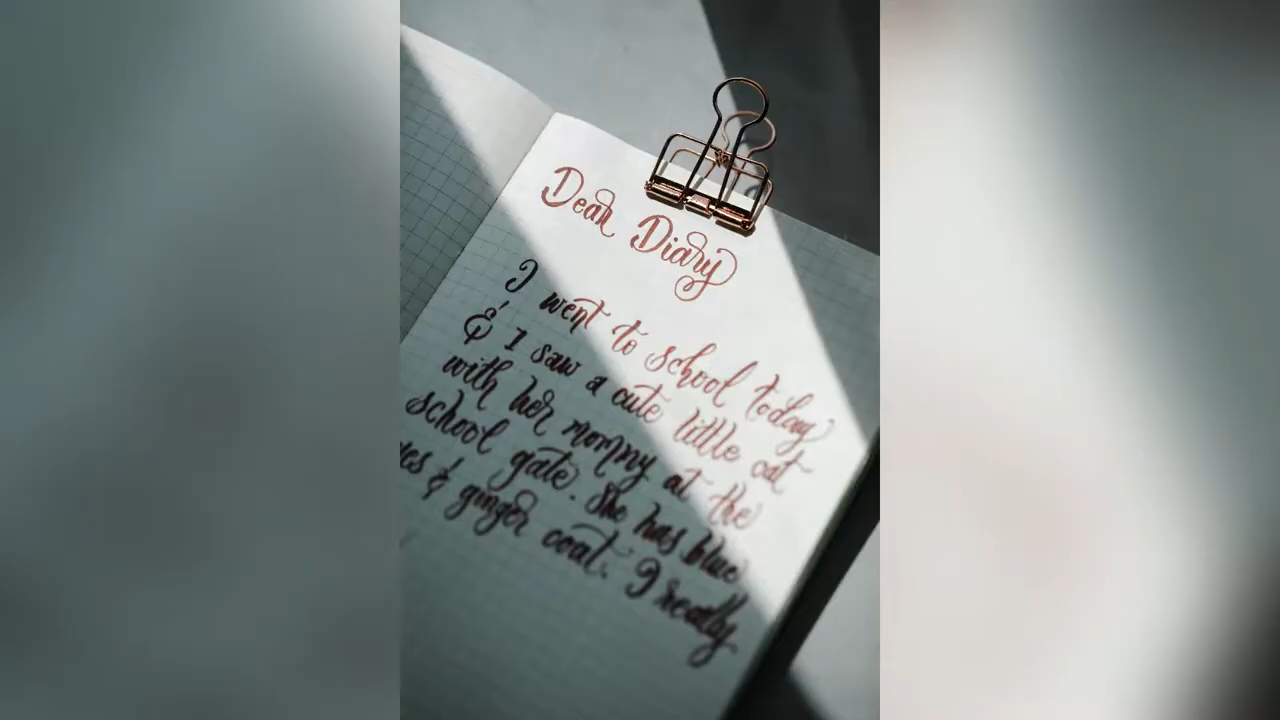 Dear Diary
I went to school today
& I saw a cute little cat
with her mommy at the
school gate. She has blue
yes & ginger coat. I really